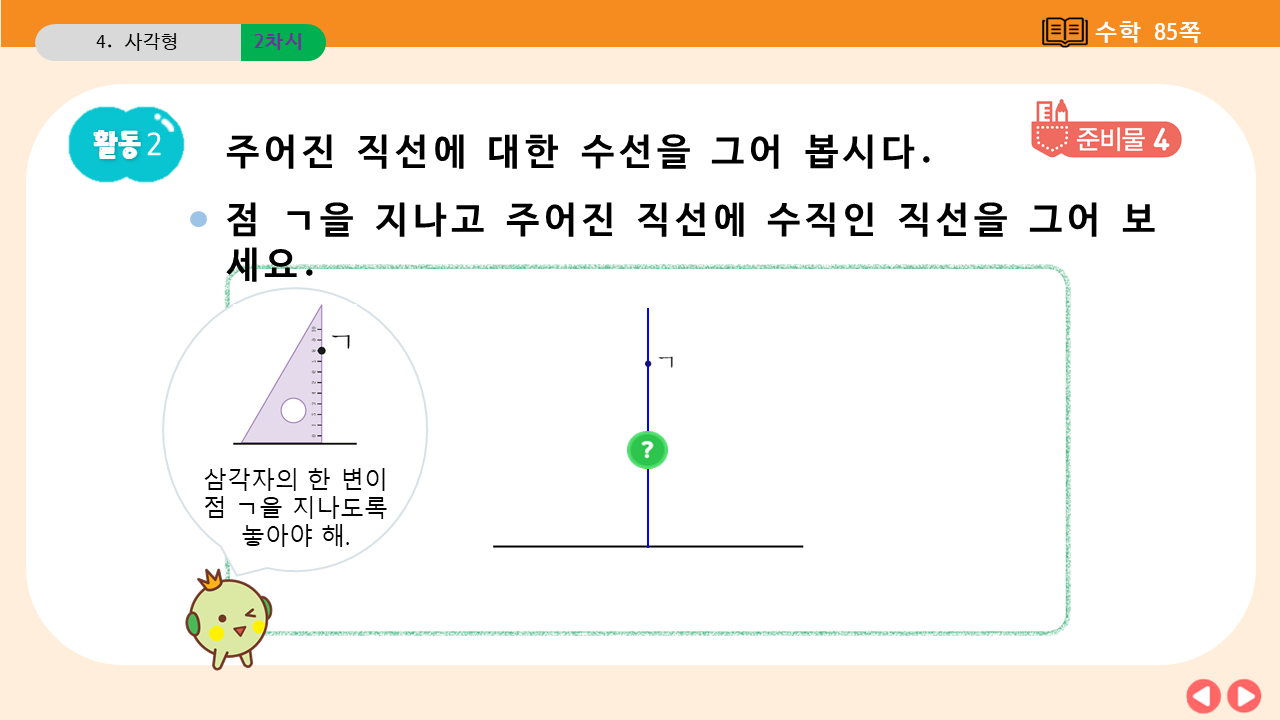 4. 사각형
2차시
수학 85쪽
활동 2
주어진 직선에 대한 수선을 그어 봅시다.
준비물 4
점 ㄱ을 지나고 주어진 직선에 수직인 직선을 그어 보
세요.
ㄱ
ㄱ
?
삼각자의 한 변이
점 ㄱ을 지나도록
놓아야 해.